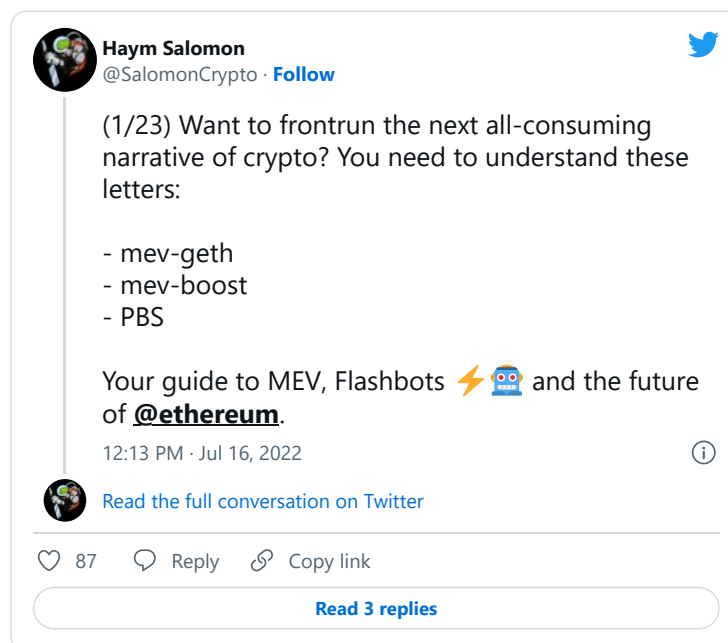 Haym Salomon
@SalomonCrypto · Follow
(1/23) Want to frontrun the next all-consuming
narrative of crypto? You need to understand these
letters:
- mev-geth
- mev-boost
- PBS
Your guide to MEV, Flashbots ⚡🤖 and the future
of @ethereum.
12:13 PM · Jul 16, 2022
Read the full conversation on Twitter
87 Reply Copy link
Read 3 replies